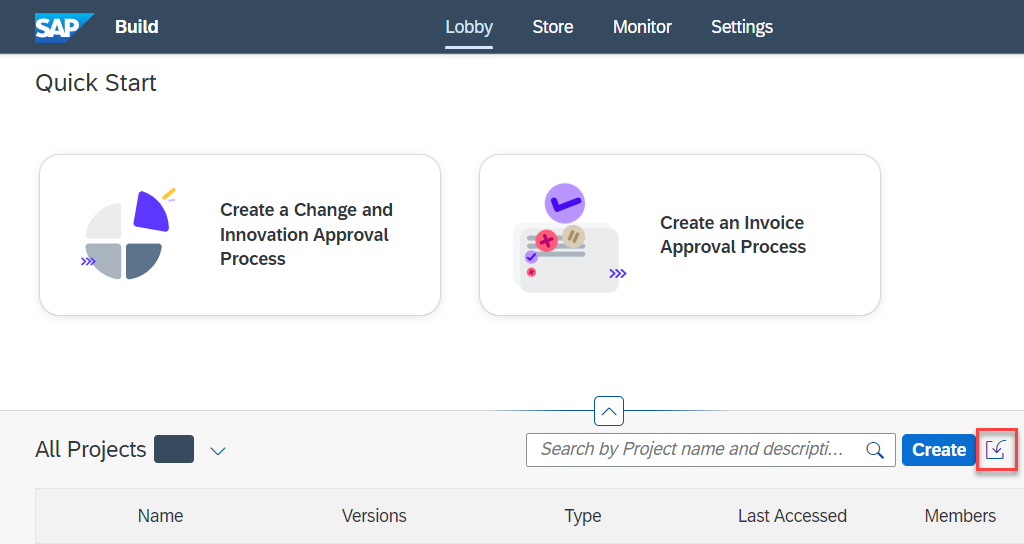 SAP Build Lobby Store Monitor Settings
Quick Start
Create a Change and
Innovation Approval
Process
Create an Invoice
Approval Process
All Projects Search by Project name and descripti... Create
Name Versions Type Last Accessed Members